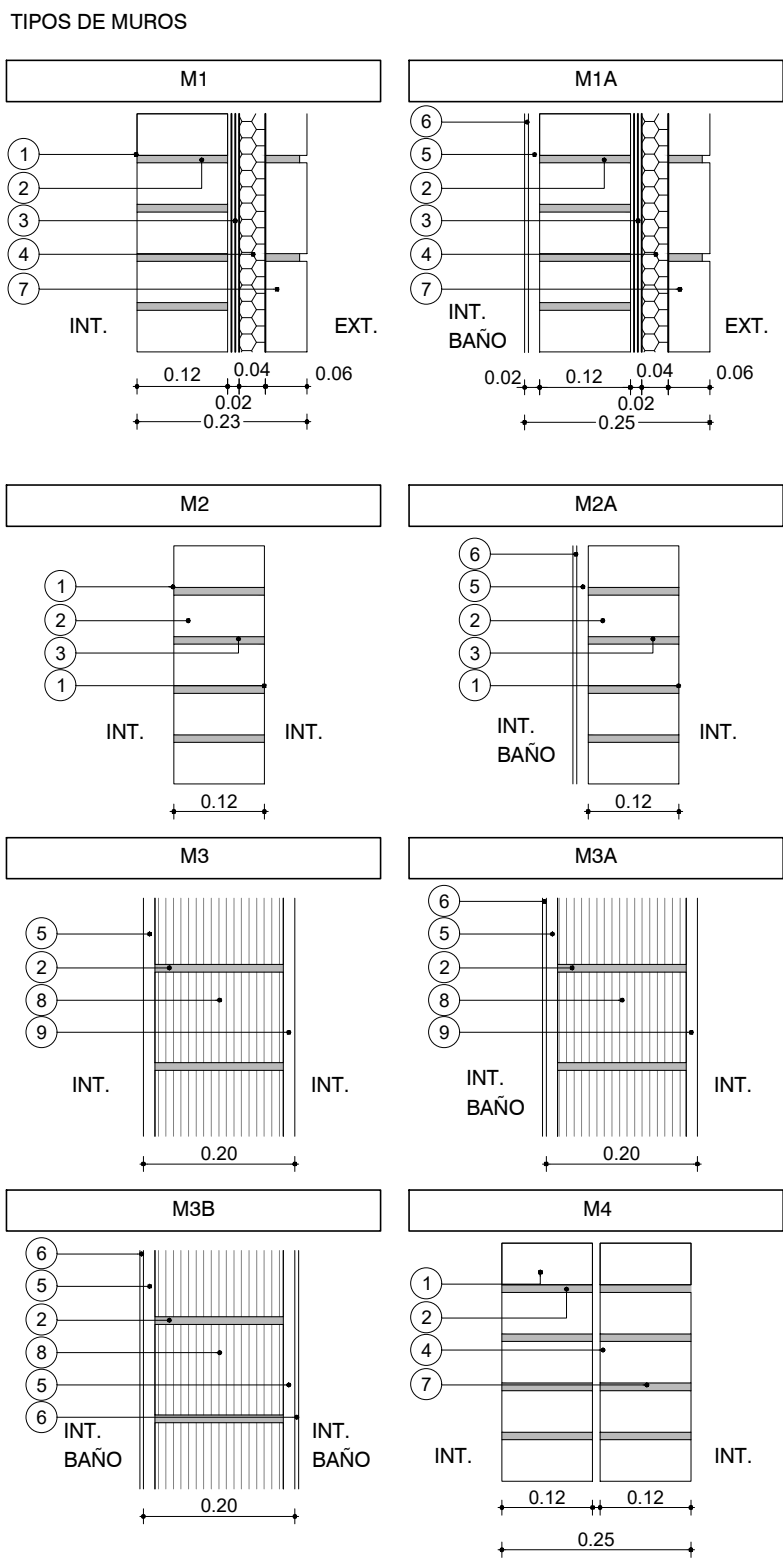 TIPOS DE MUROS
M1
1
2
3
4
7
INT.
EXT.
0.12
0.04
0.06
0.02
0.23
M1A
6
5
2
3
4
7
INT.
BAÑO
EXT.
0.02
0.12
0.04
0.06
0.02
0.25
M2
1
2
3
1
INT.
INT.
0.12
M2A
6
5
2
3
1
INT.
BAÑO
INT.
0.12
M3
5
2
8
9
INT.
INT.
0.20
M3A
6
5
2
8
9
INT.
BAÑO
INT.
0.20
M3B
6
5
2
8
5
6
INT.
BAÑO
INT.
BAÑO
0.20
M4
1
2
4
7
INT.
INT.
0.12
0.12
0.25